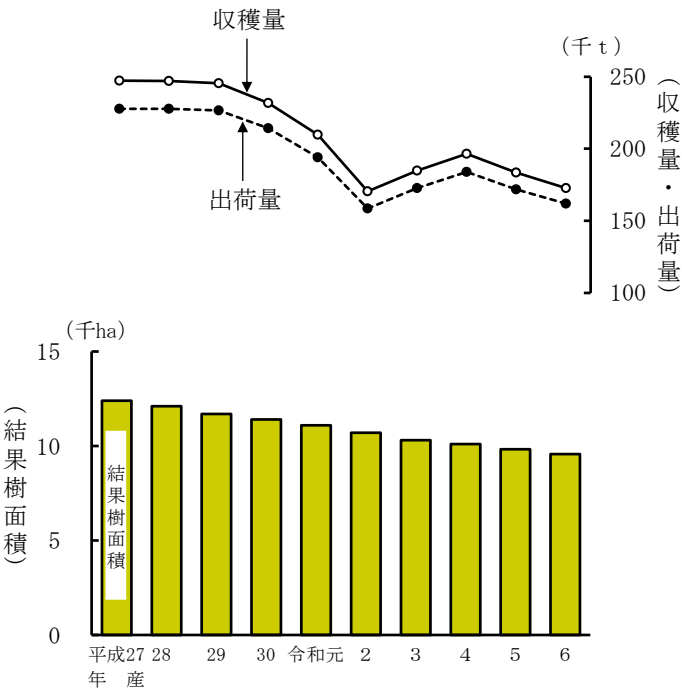 収穫量
出荷量
（千ｔ）
250
200
150
100
（収穫量・出荷量）
（千ha）
15
10
5
0
（結果樹面積）
結果樹面積
平成27 28 29 30 令和元 2 3 4 5 6
年 産